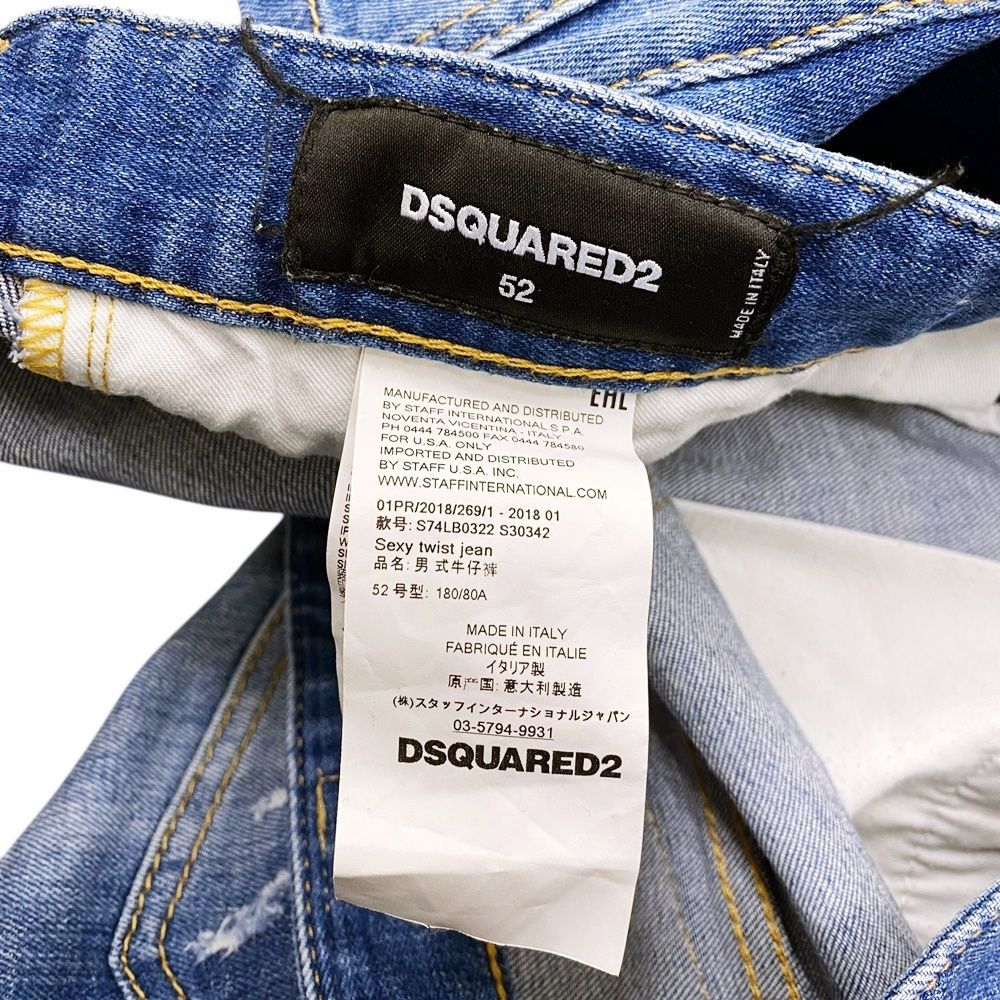 DSQUARED2
52
MADE IN ITALY
EAC
MANUFACTURED AND DISTRIBUTED
BY STAFF INTERNATIONAL S.P.A.
NOVENTA VICENTINA - ITALY
PH 0444 784500 FAX 0444 784580
FOR U.S.A. ONLY
IMPORTED AND DISTRIBUTED
BY STAFF U.S.A. INC.
WWW.STAFFINTERNATIONAL.COM
01PR/2018/269/1 - 2018 01
款号: S74LB0322 S30342
Sexy twist jean
品名: 男式牛仔裤
52 号型: 180/80A
MADE IN ITALY
FABRIQUÉ EN ITALIE
イタリア製
原产国: 意大利製造
(株)スタッフインターナショナルジャパン
03-5794-9931
DSQUARED2